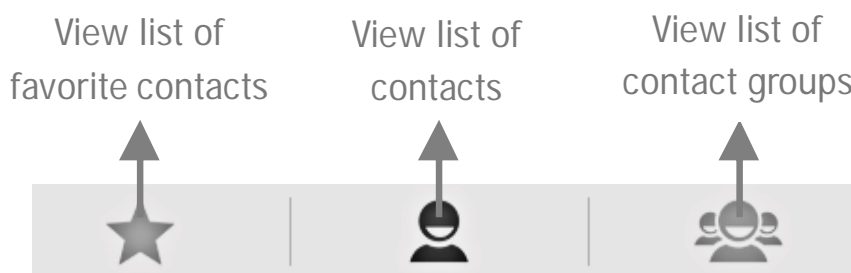 View list of
favorite contacts
View list of
contacts
View list of
contact groups